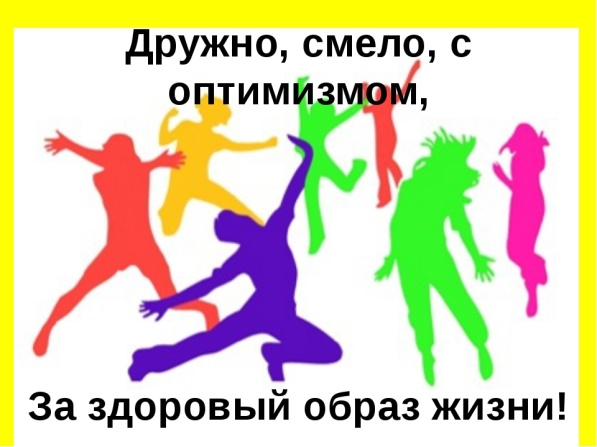 Дружно, смело, с
оптимизмом,
За здоровый образ жизни!